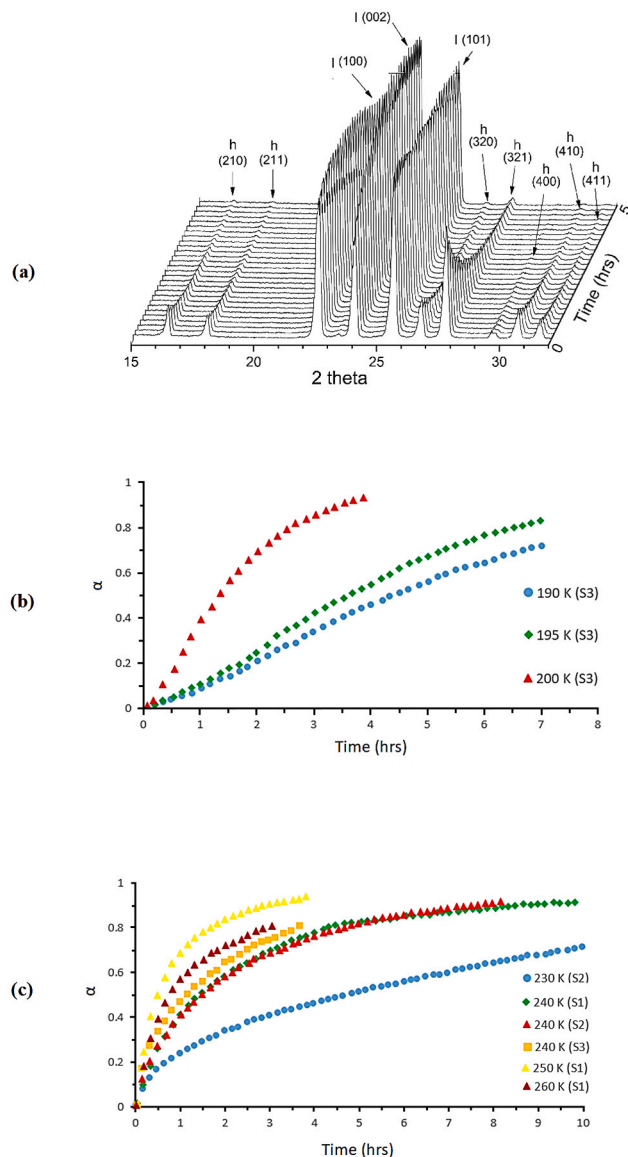 (a)
I (002)
I (101)
I (100)
h
(210)
h
(211)
h
(320)
h
(321)
h
(400)
h
(410)
h
(411)
15
20
25
30
2 theta
0
5
Time (hrs)
(b)
1
0.8
0.6
0.4
0.2
0
α
0
1
2
3
4
5
6
7
8
Time (hrs)
190 K (S3)
195 K (S3)
200 K (S3)
(c)
1
0.8
0.6
0.4
0.2
0
α
0
1
2
3
4
5
6
7
8
9
10
Time (hrs)
230 K (S2)
240 K (S1)
240 K (S2)
240 K (S3)
250 K (S1)
260 K (S1)